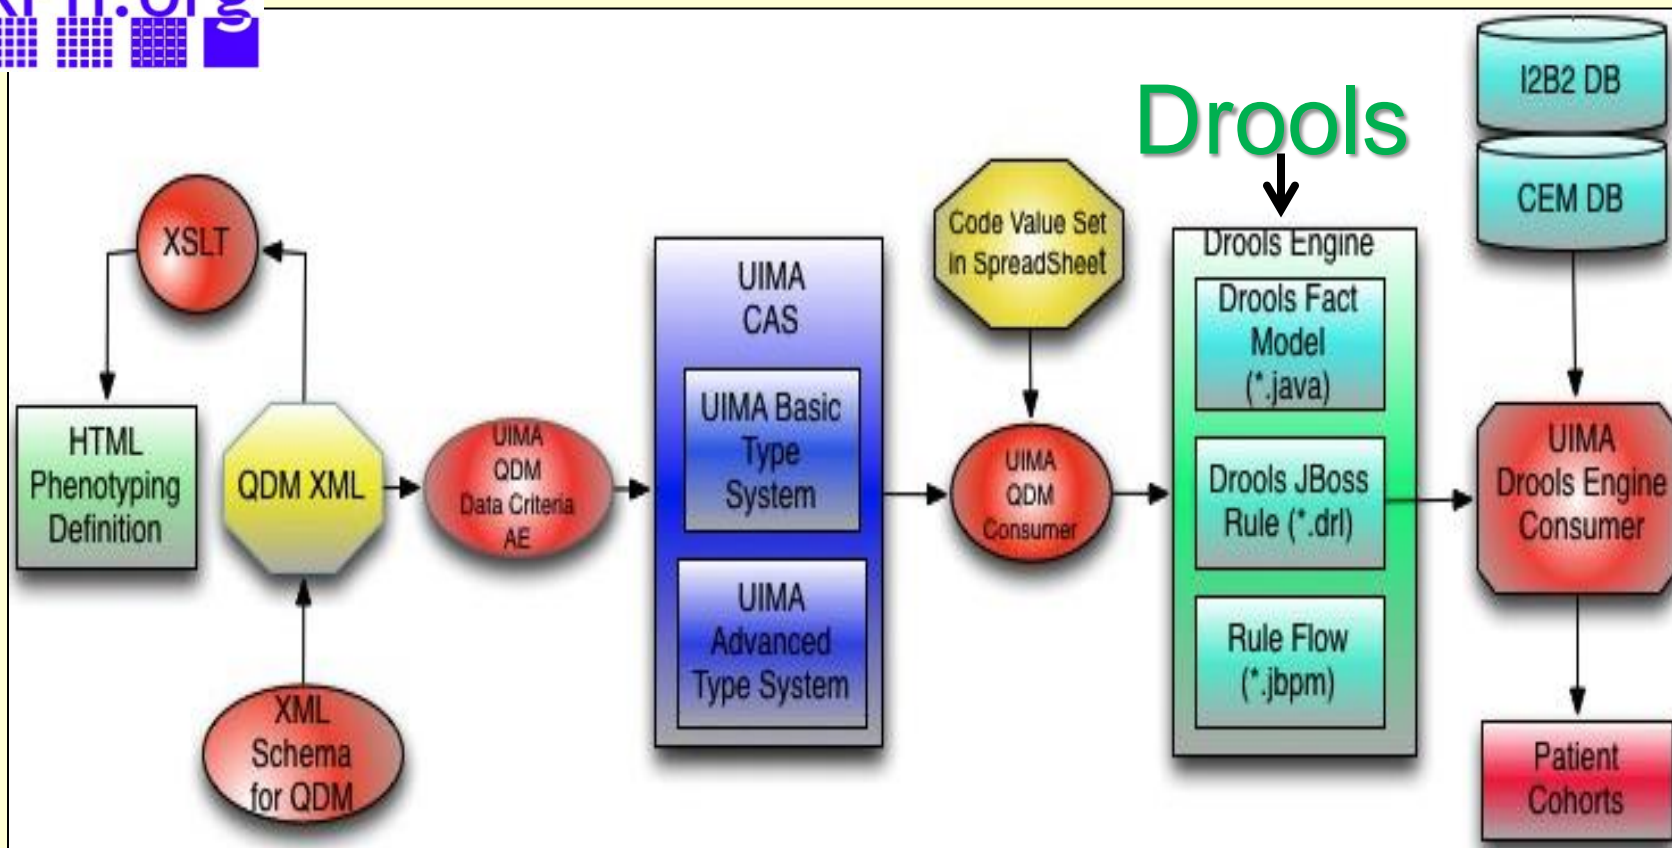 Drools
I2B2 DB
CEM DB
XSLT
Code Value Set
in SpreadSheet
HTML
Phenotyping
Definition
QDM XML
XML
Schema
for QDM
UIMA
QDM
Data Criteria
AE
UIMA
CAS
UIMA Basic
Type
System
UIMA
Advanced
Type System
UIMA
QDM
Consumer
Drools Engine
Drools Fact
Model
(*.java)
Drools JBoss
Rule (*.drl)
Rule Flow
(*.jbpm)
UIMA
Drools Engine
Consumer
Patient
Cohorts